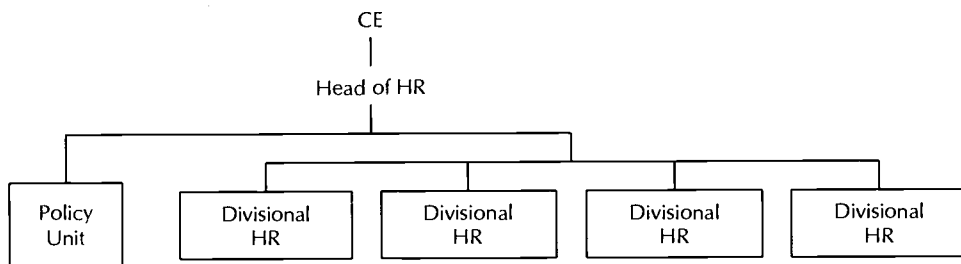 CE
Head of HR
Policy
Unit
Divisional
HR
Divisional
HR
Divisional
HR
Divisional
HR